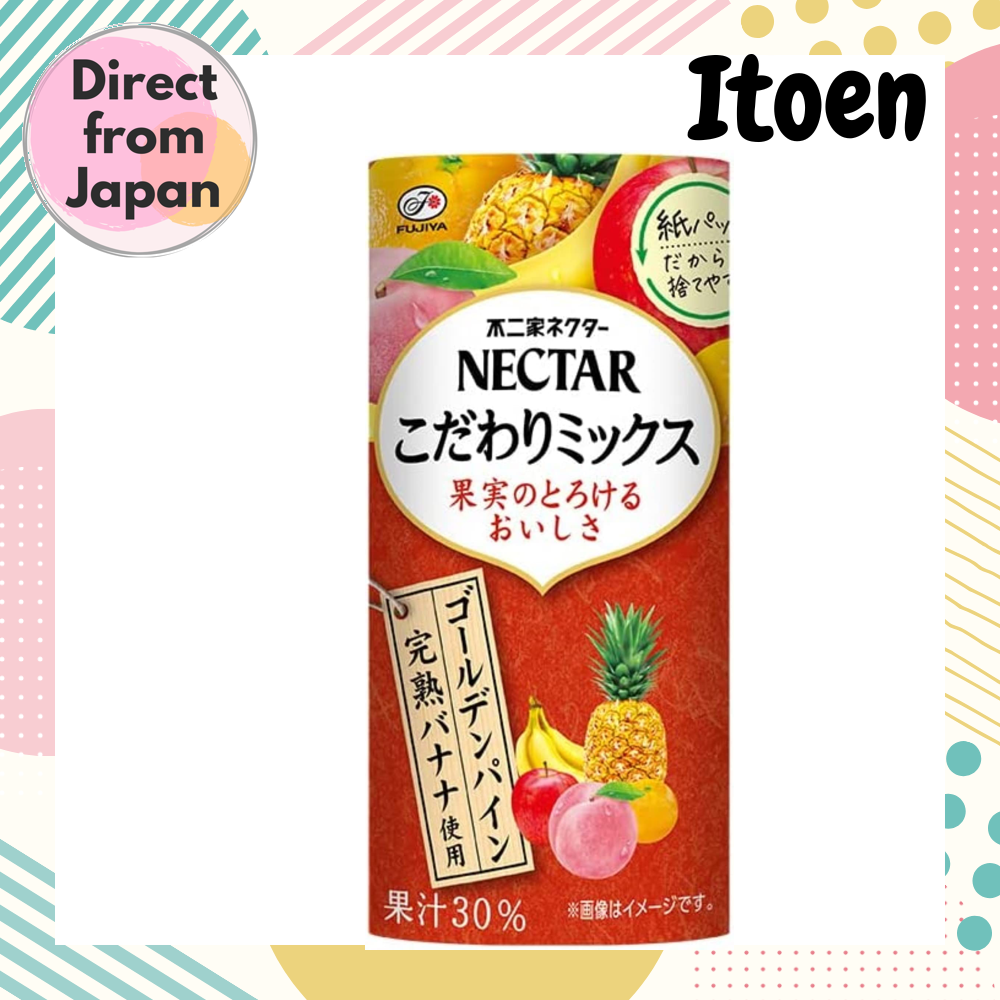 Direct
from
Japan
Itoen
FUJIYA
紙パッ
だから
捨てやす
不二家ネクター
NECTAR
こだわりミックス
果実のとろける
おいしさ
ゴールデンパイン
完熟バナナ使用
果汁30%
※画像はイメージです。